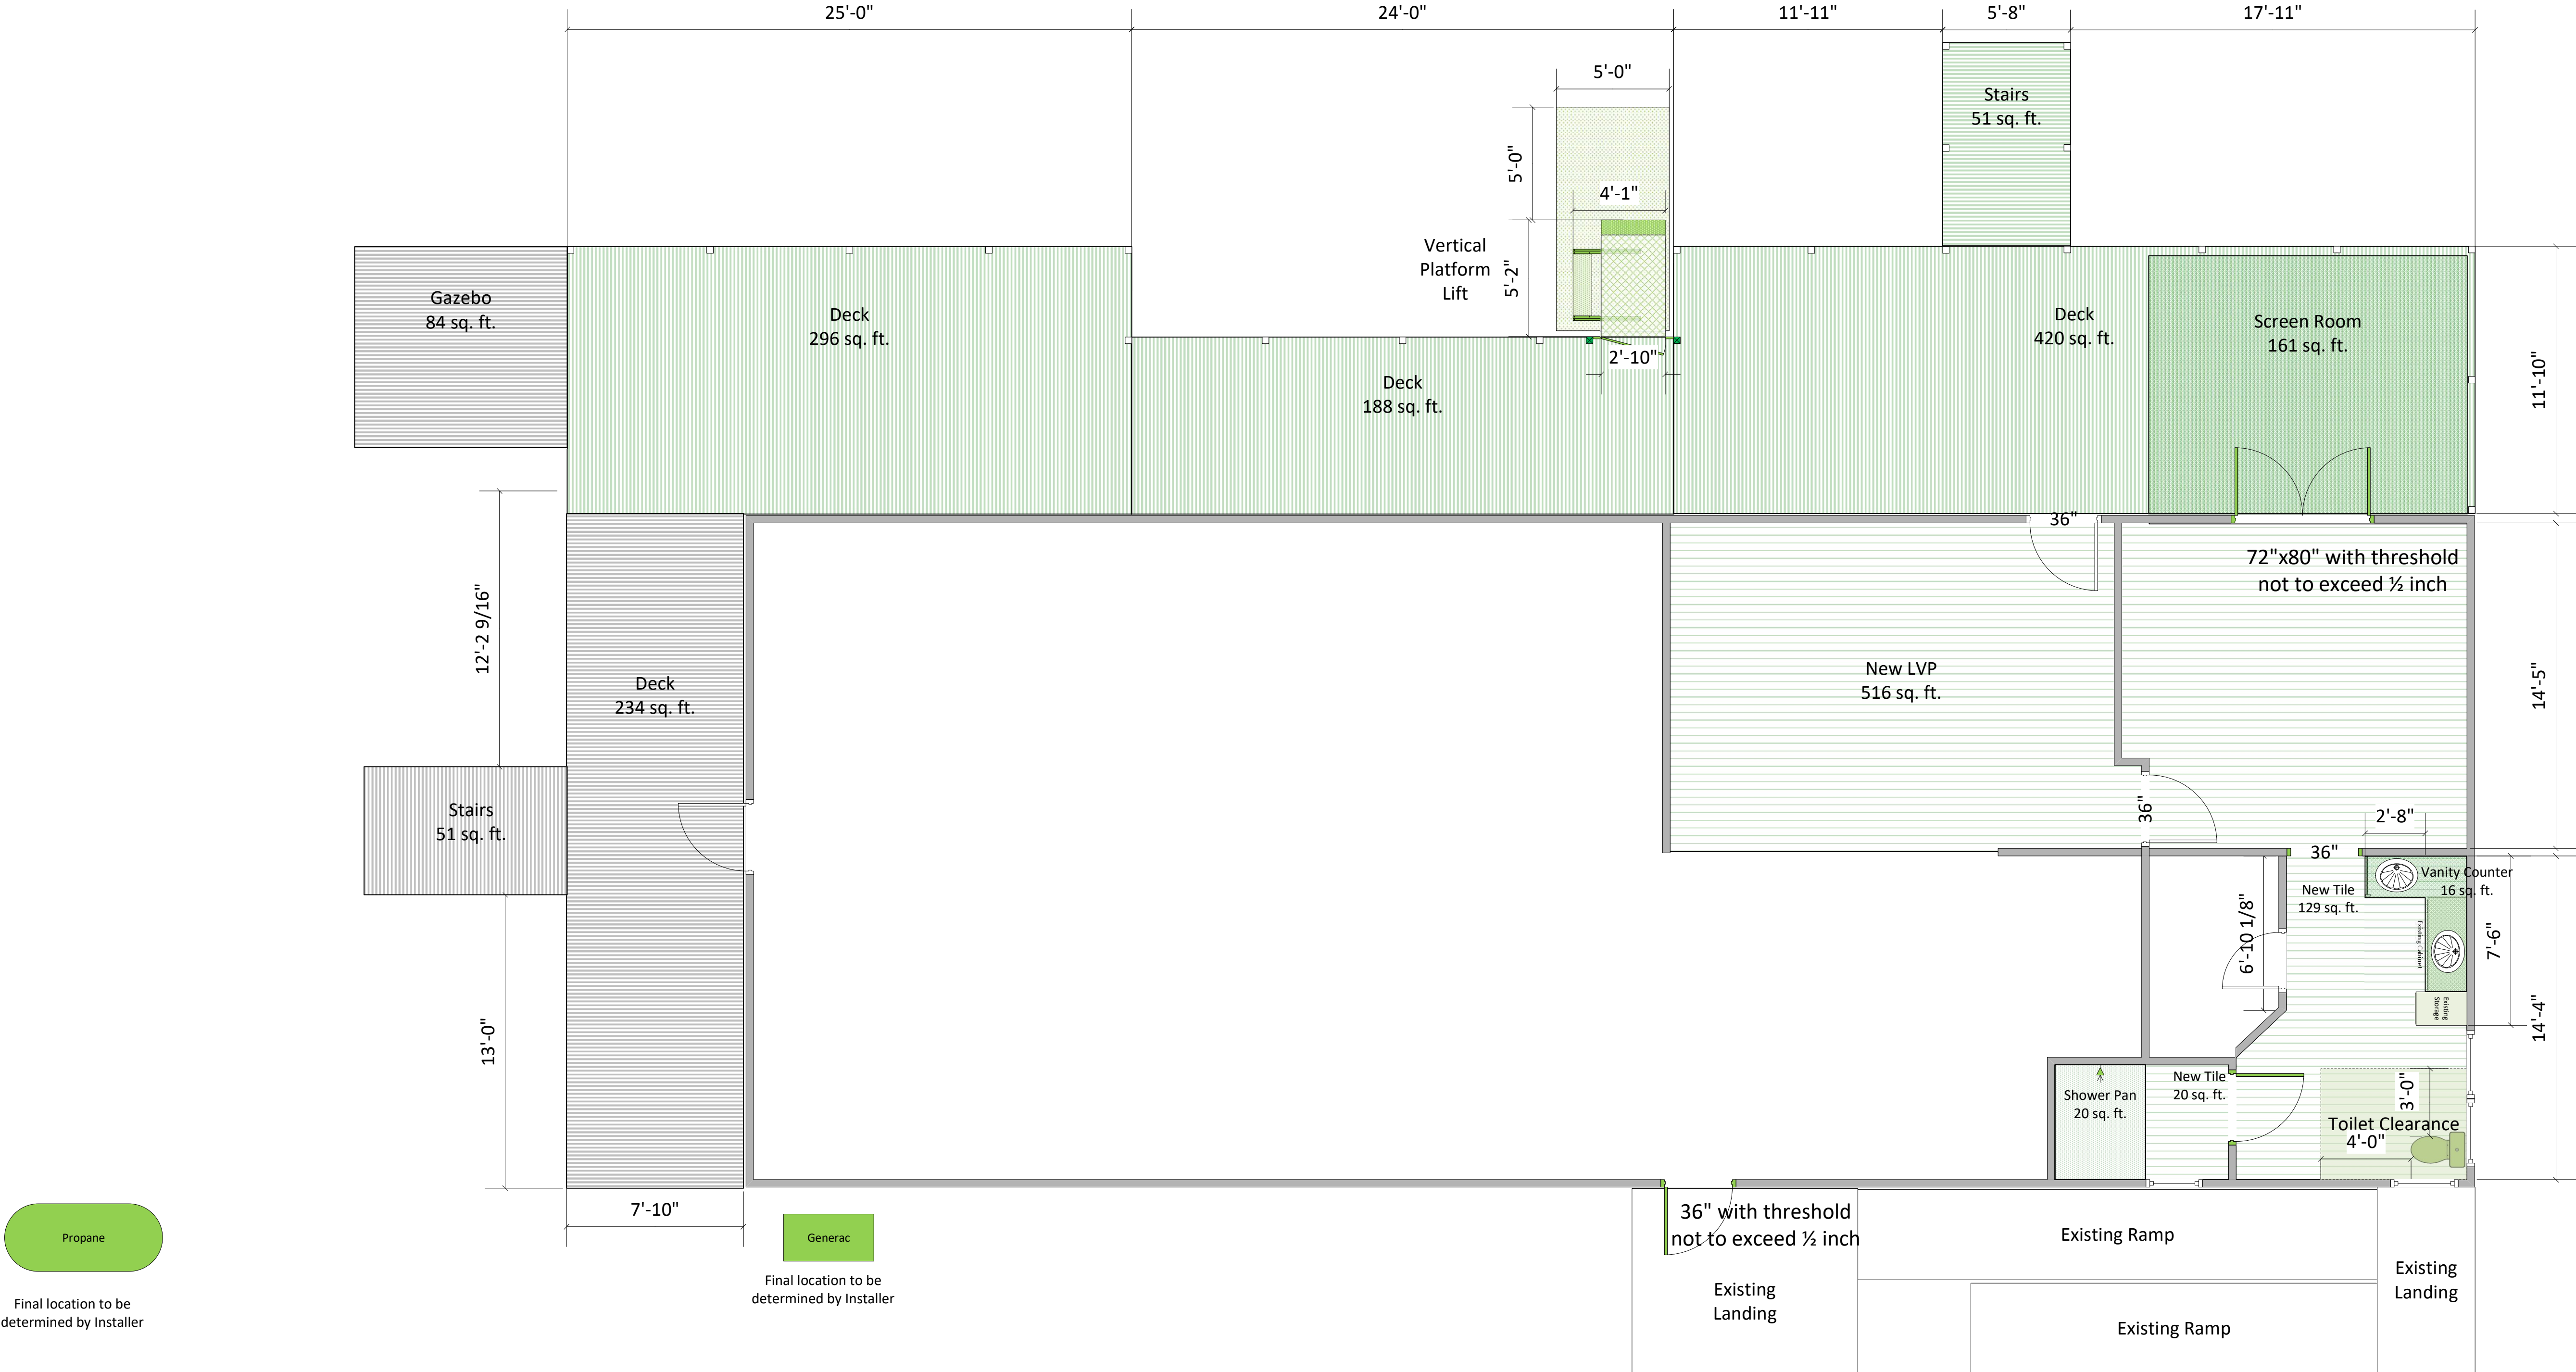 25'-0"
24'-0"
11'-11"
5'-8"
17'-11"
5'-0"
Stairs
51 sq. ft.
5'-0"
4'-1"
Vertical
Platform
Lift
5'-2"
Gazebo
84 sq. ft.
Deck
296 sq. ft.
Deck
420 sq. ft.
Screen Room
161 sq. ft.
2'-10"
Deck
188 sq. ft.
11'-10"
36"
72"x80" with threshold
not to exceed ½ inch
12'-2 9/16"
Deck
234 sq. ft.
New LVP
516 sq. ft.
14'-5"
Stairs
51 sq. ft.
36"
2'-8"
36"
Vanity Counter
16 sq. ft.
New Tile
129 sq. ft.
6'-10 1/8"
Existing Cabinet
7'-6"
Existing
Storage
14'-4"
13'-0"
Shower Pan
20 sq. ft.
New Tile
20 sq. ft.
3'-0"
Toilet Clearance
4'-0"
7'-10"
Propane
Generac
36" with threshold
not to exceed ½ inch
Existing Ramp
Final location to be
determined by Installer
Existing
Landing
Existing
Landing
Final location to be
determined by Installer
Existing Ramp